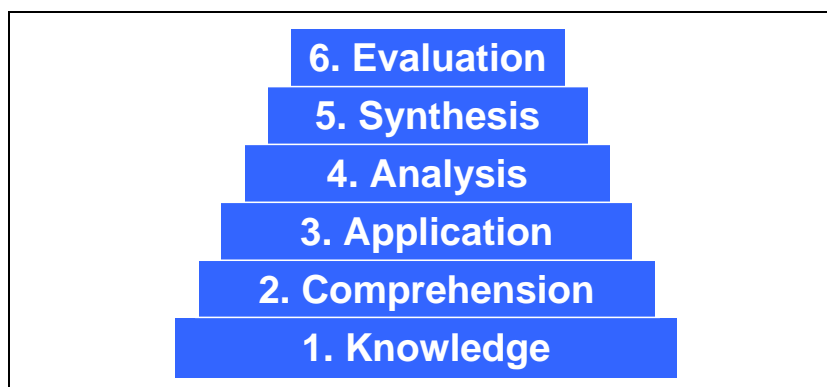 6. Evaluation
5. Synthesis
4. Analysis
3. Application
2. Comprehension
1. Knowledge